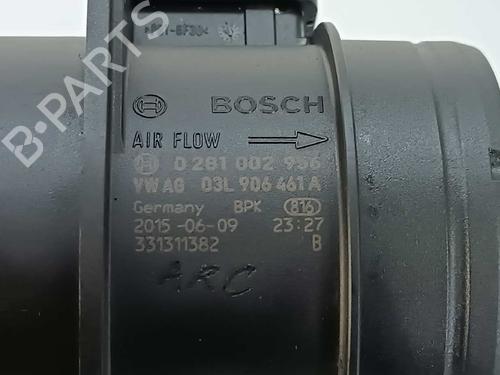 BOSCH
AIR FLOW
0 281 002 956
VW AG 03L 906 461 A
Germany BPK 816
2015-06-09 23:27
331311382 B
ARC
B-PARTS